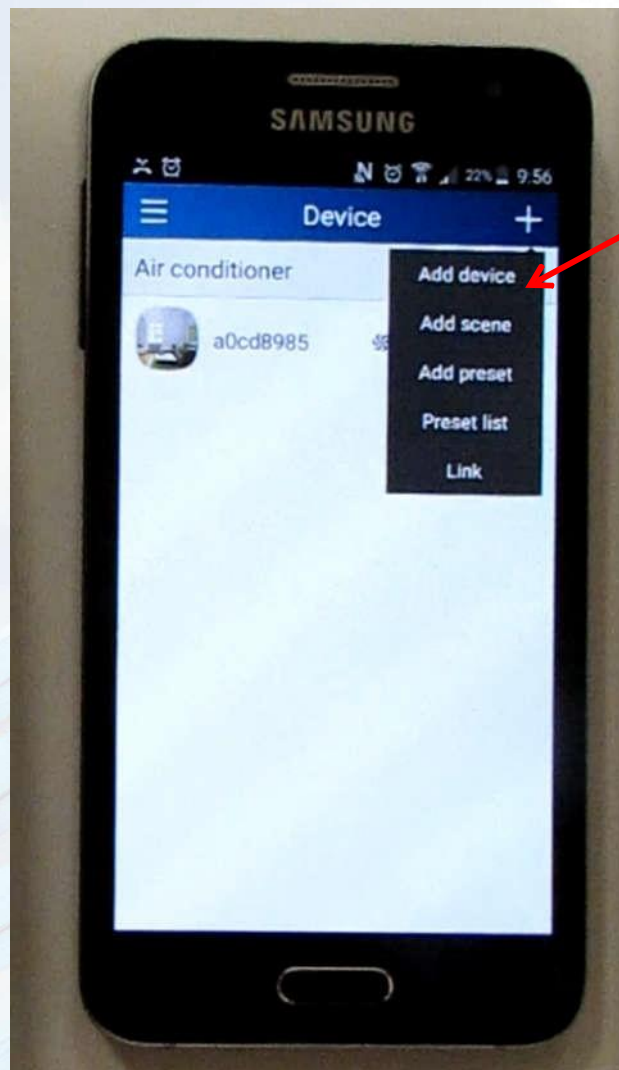 SAMSUNG
22% 9:56
Device
Air conditioner
Add device
a0cd8985
Add scene
Add preset
Preset list
Link